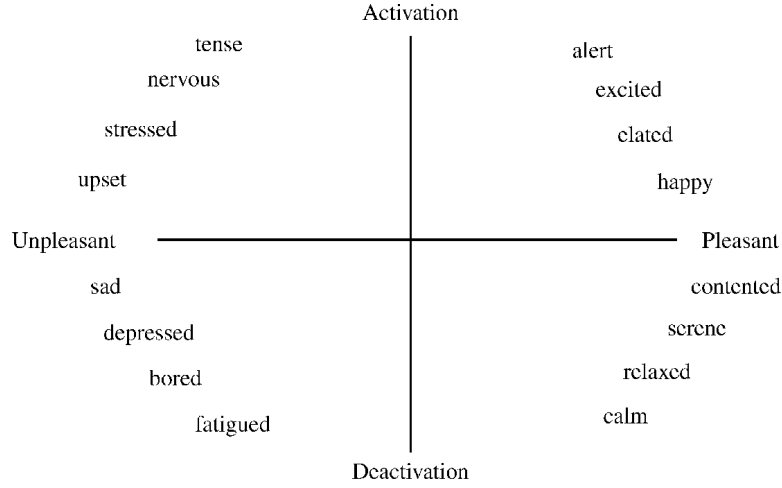 Activation
tense
alert
nervous
excited
stressed
elated
upset
happy
Unpleasant
Pleasant
sad
contented
depressed
serene
bored
relaxed
fatigued
calm
Deactivation